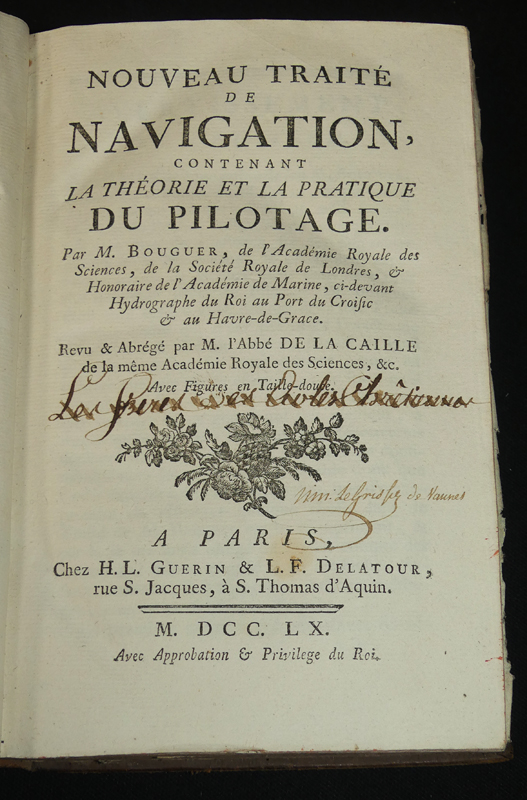 NOUVEAU TRAITÉ
DE
NAVIGATION,
CONTENANT
LA THÉORIE ET LA PRATIQUE
DU PILOTAGE.
Par M. BOUGUER, de l'Académie Royale des
Sciences, de la Société Royale de Londres, &
Honoraire de l'Académie de Marine, ci-devant
Hydrographe du Roi au Port du Croisic
& au Havre-de-Grace.
Revu & Abrégé par M. l'Abbé DE LA CAILLE
de la même Académie Royale des Sciences, &c.
Avec Figures en Taille-douce.
de Vannes
A PARIS,
Chez H. L. GUERIN & L. F. DELATOUR,
rue S. Jacques, à S. Thomas d'Aquin.
M. DCC. LX.
Avec Approbation & Privilege du Roi.